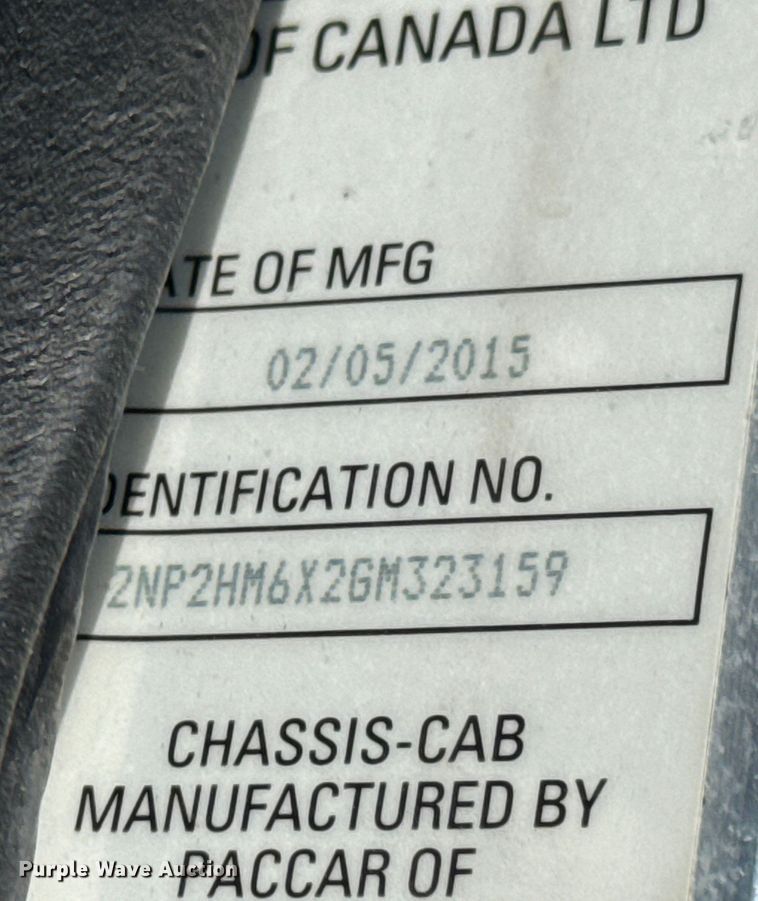 OF CANADA LTD
ATE OF MFG
02/05/2015
DENTIFICATION NO.
2NP2HM6X2GM323159
CHASSIS-CAB
MANUFACTURED BY
PACCAR OF
Purple Wave Auction